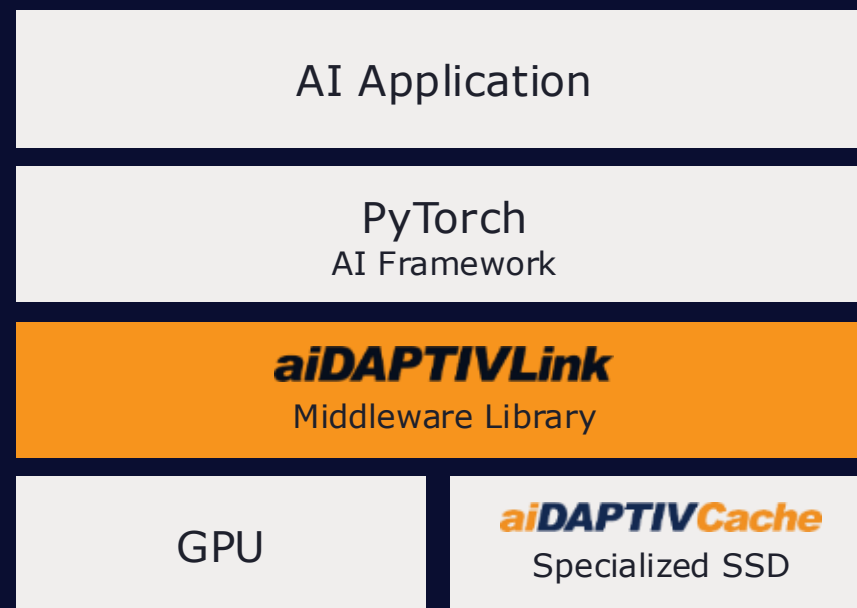 AI Application
PyTorch
AI Framework
aiDAPTIVLink
Middleware Library
GPU
aiDAPTIVCache
Specialized SSD